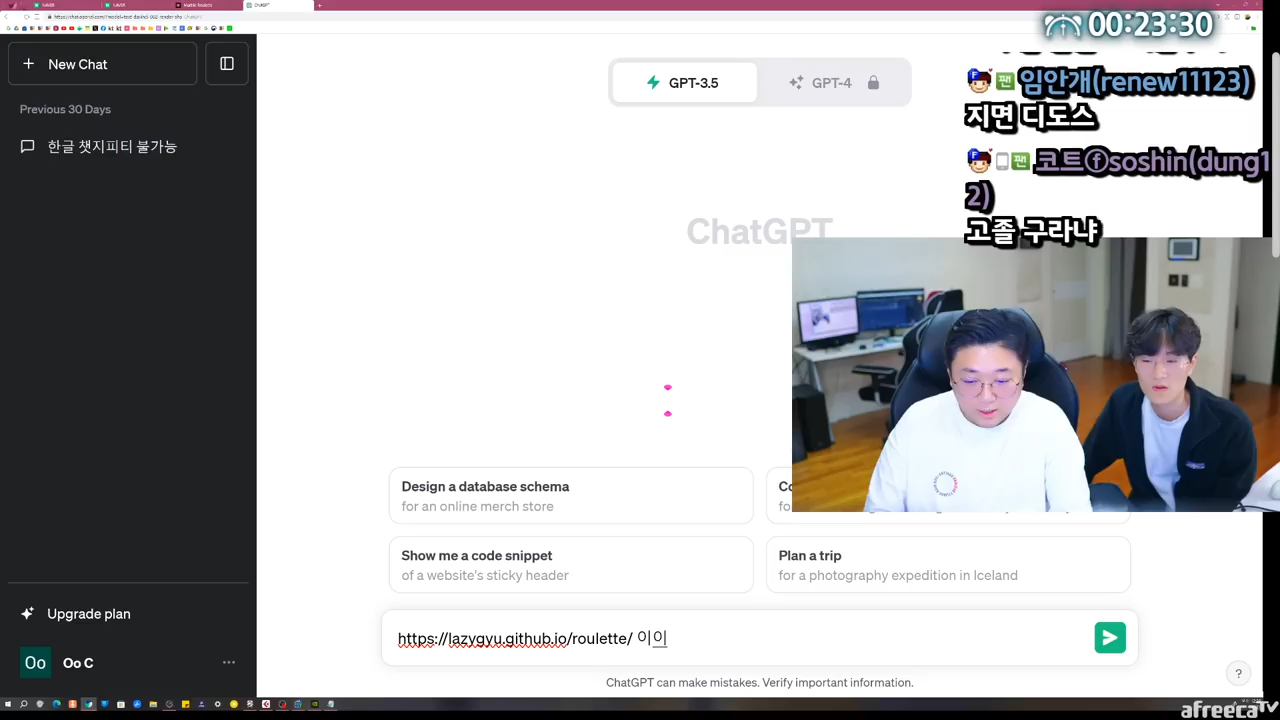 ChatGPT
00:23:30
New Chat
Previous 30 Days
한글 챗지피티 불가능
GPT-3.5
GPT-4
임안개(renew11123)
지면 디도스
코트ⓕsoshin(dung1
2)
고졸 구라냐
ChatGPT
Design a database schema
for an online merch store
Show me a code snippet
of a website's sticky header
Plan a trip
for a photography expedition in Iceland
https://lazygyu.github.io/roulette/ 이이
ChatGPT can make mistakes. Verify important information.
?
Upgrade plan
Oo
Oo C
afreecaTV